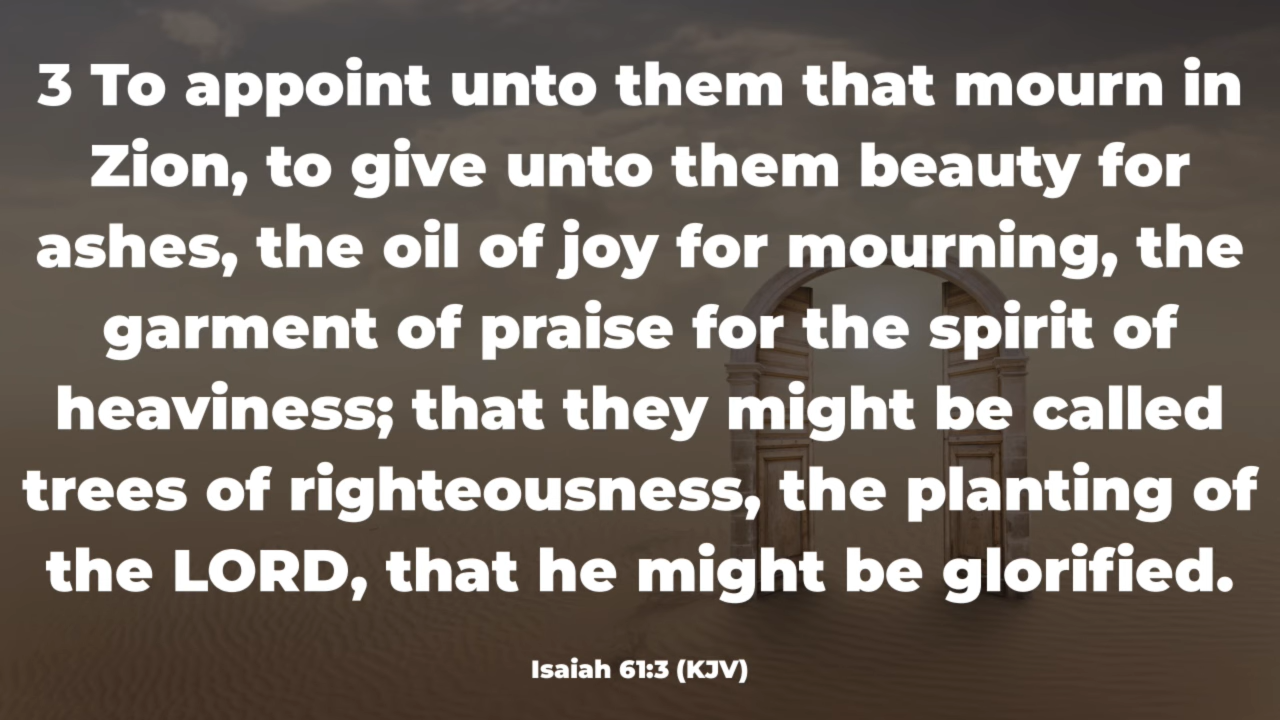 3 To appoint unto them that mourn in
Zion, to give unto them beauty for
ashes, the oil of joy for mourning, the
garment of praise for the spirit of
heaviness; that they might be called
trees of righteousness, the planting of
the LORD, that he might be glorified.
Isaiah 61:3 (KJV)